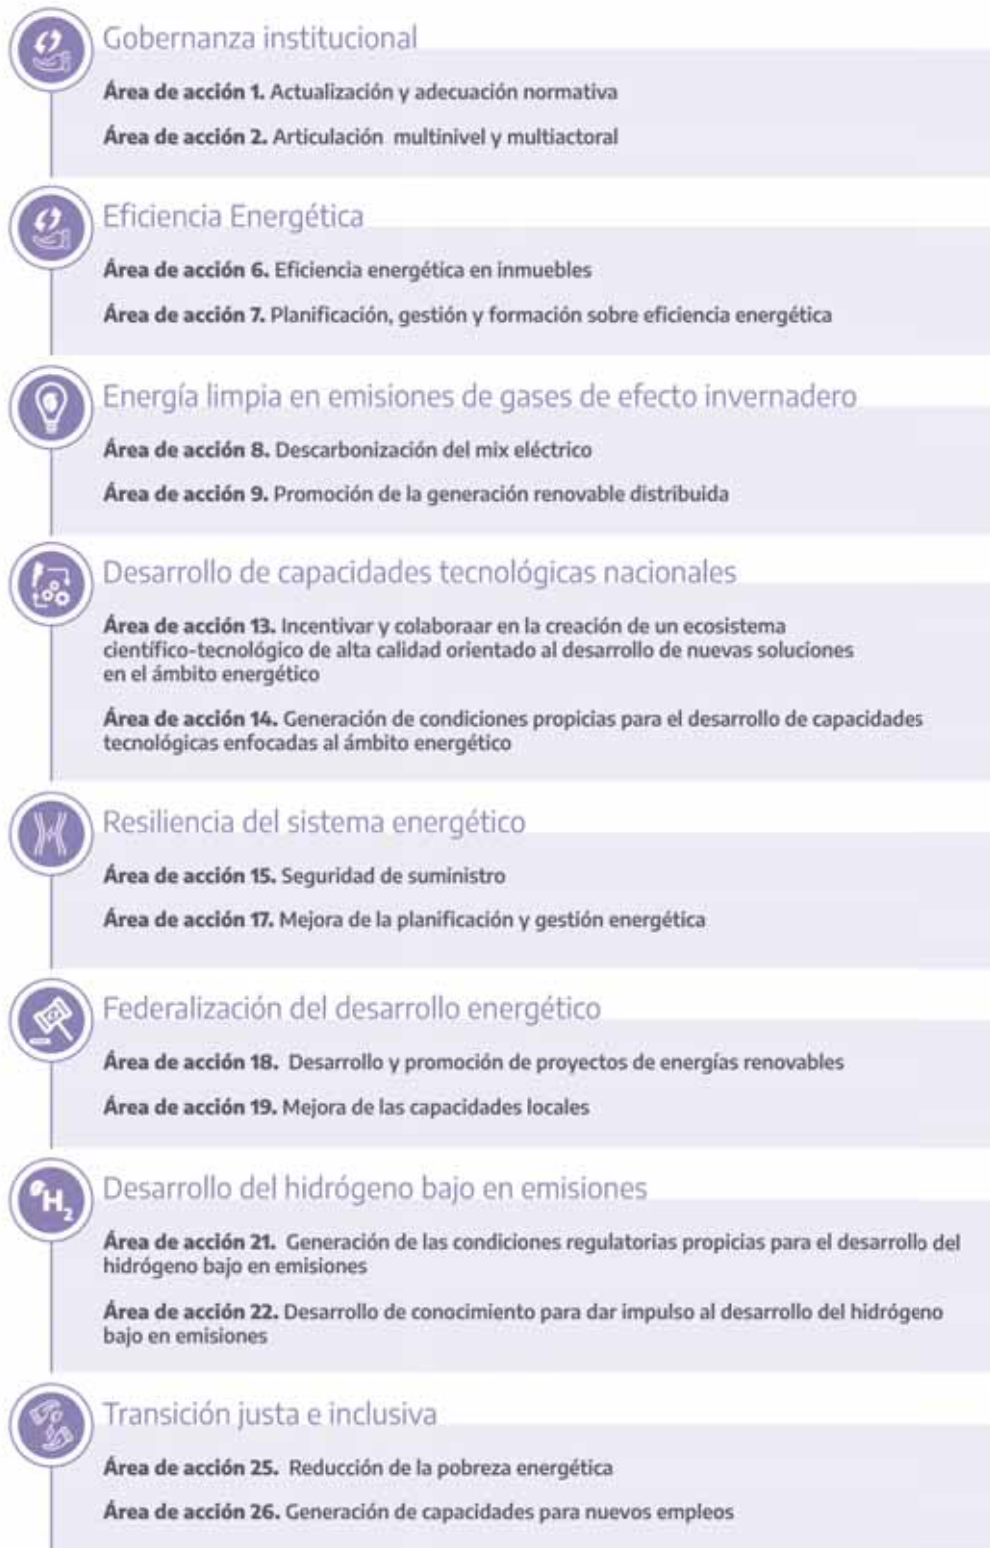 Gobernanza institucional
Área de acción 1. Actualización y adecuación normativa
Área de acción 2. Articulación multinivel y multiactoral
Eficiencia Energética
Área de acción 6. Eficiencia energética en inmuebles
Área de acción 7. Planificación, gestión y formación sobre eficiencia energética
Energía limpia en emisiones de gases de efecto invernadero
Área de acción 8. Descarbonización del mix eléctrico
Área de acción 9. Promoción de la generación renovable distribuida
Desarrollo de capacidades tecnológicas nacionales
Área de acción 13. Incentivar y colaboraar en la creación de un ecosistema
científico-tecnológico de alta calidad orientado al desarrollo de nuevas soluciones
en el ámbito energético
Área de acción 14. Generación de condiciones propicias para el desarrollo de capacidades
tecnológicas enfocadas al ámbito energético
Resiliencia del sistema energético
Área de acción 15. Seguridad de suministro
Área de acción 17. Mejora de la planificación y gestión energética
Federalización del desarrollo energético
Área de acción 18. Desarrollo y promoción de proyectos de energías renovables
Área de acción 19. Mejora de las capacidades locales
H2
Desarrollo del hidrógeno bajo en emisiones
Área de acción 21. Generación de las condiciones regulatorias propicias para el desarrollo del
hidrógeno bajo en emisiones
Área de acción 22. Desarrollo de conocimiento para dar impulso al desarrollo del hidrógeno
bajo en emisiones
Transición justa e inclusiva
Área de acción 25. Reducción de la pobreza energética
Área de acción 26. Generación de capacidades para nuevos empleos